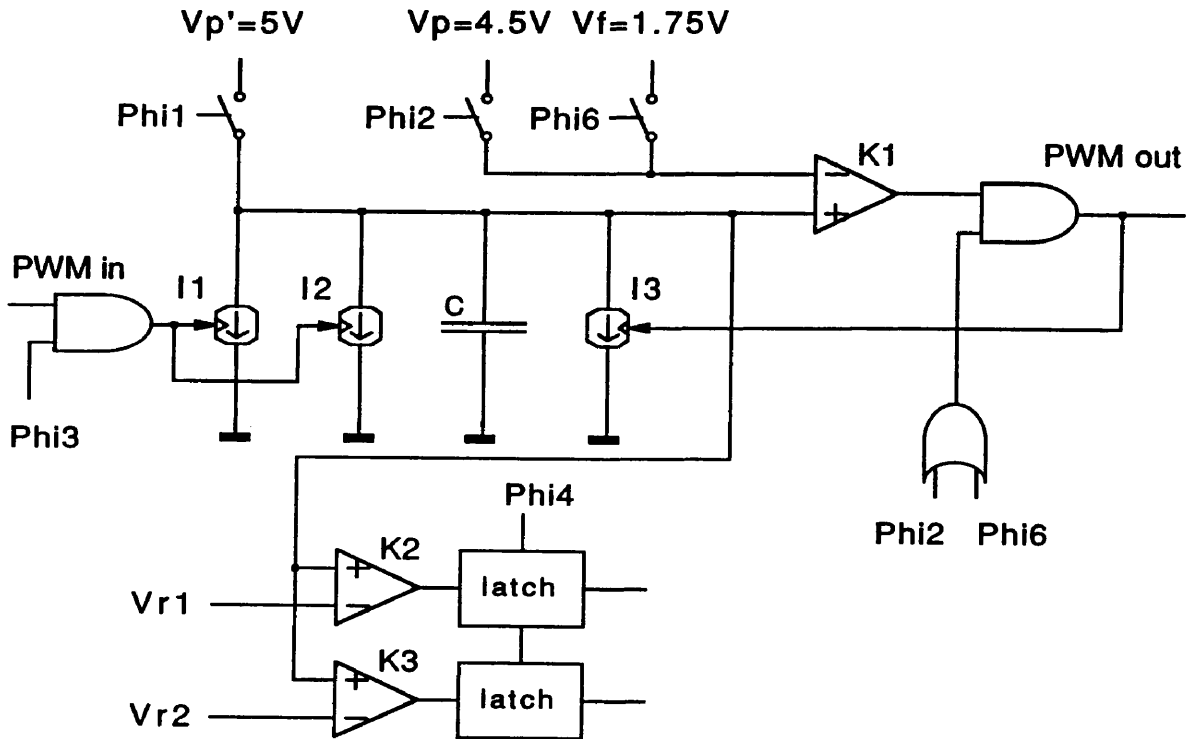 Vp'=5V Vp=4.5V Vf=1.75V
Phi1 Phi2 Phi6
K1 PWM out
− +
PWM in I1 I2 C I3
Phi3
Phi2 Phi6
Phi4
K2
+ latch
Vr1 −
K3
+ latch
Vr2 −